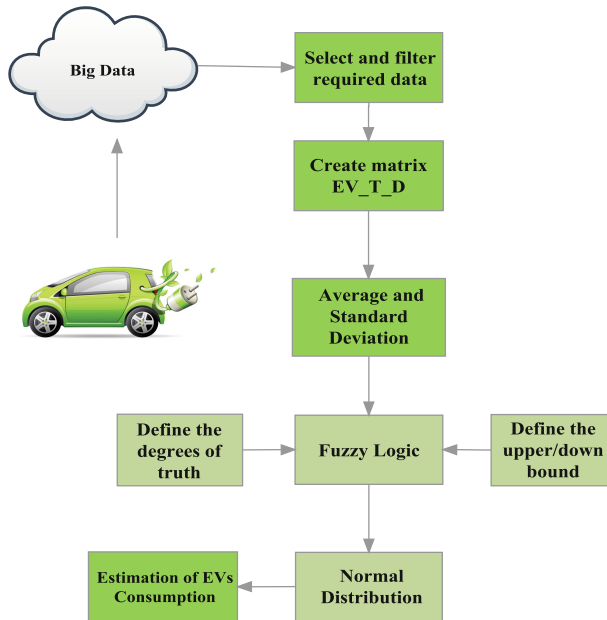 Big Data
Select and filter
required data
Create matrix
EV_T_D
Average and
Standard
Deviation
Define the
degrees of
truth
Fuzzy Logic
Define the
upper/down
bound
Estimation of EVs
Consumption
Normal
Distribution